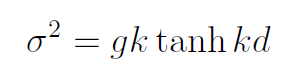 σ² = gk tanh kd